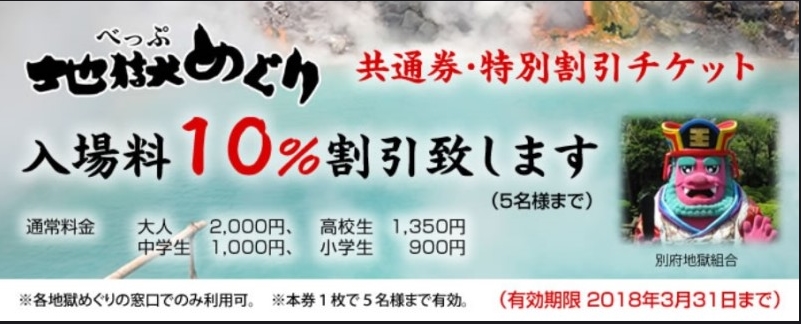 べっぷ
地獄めぐり
共通券・特別割引チケット
入場料10%割引致します
(5名様まで)
通常料金 大人 2,000円、 高校生 1,350円
中学生 1,000円、 小学生 900円
王
別府地獄組合
※各地獄めぐりの窓口でのみ利用可。 ※本券1枚で5名様まで有効。 (有効期限 2018年3月31日まで)